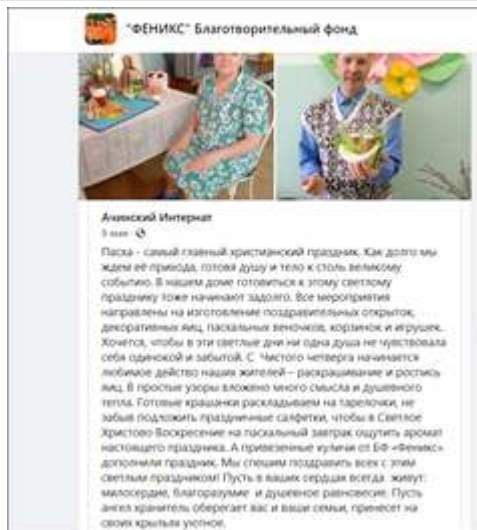 "ФЕНИКС" Благотворительный фонд
Ачинский Интернат
9 мая ·
Пасха - самый главный христианский праздник. Как долго мы
ждем её прихода, готовя душу и тело к столь великому
событию. В нашем доме готовиться к этому светлому
празднику тоже начинают задолго. Все мероприятия
направлены на изготовление поздравительных открыток,
декоративных яиц, пасхальных веночков, корзинок и игрушек.
Хочется, чтобы в эти светлые дни ни одна душа не чувствовала
себя одинокой и забытой. С Чистого четверга начинается
любимое действо наших жителей – раскрашивание и роспись
яиц. В простые узоры вложено много смысла и душевного
тепла. Готовые крашанки раскладываем на тарелочки, не
забыв подложить праздничные салфетки, чтобы в Светлое
Христово Воскресение на пасхальный завтрак ощутить аромат
настоящего праздника. А привезенные куличи от БФ «Феникс»
дополнили праздник. Мы спешим поздравить всех с этим
светлым праздником! Пусть в ваших сердцах всегда живут:
милосердие, благоразумие и душевное равновесие. Пусть
ангел хранитель оберегает вас и ваши семьи, принесет на
своих крыльях уютное,